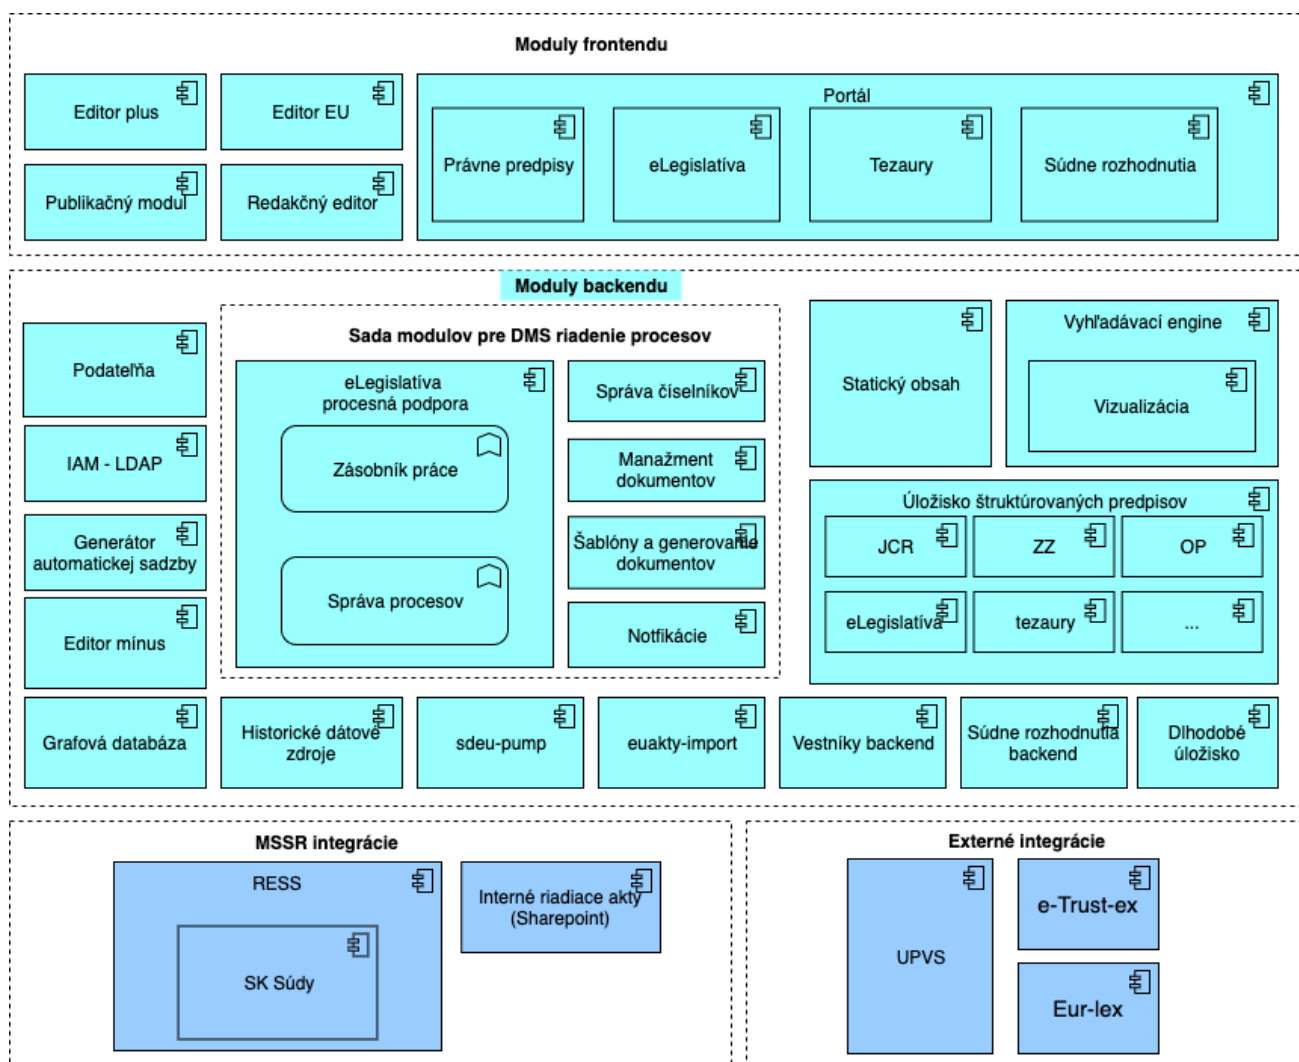 Moduly frontendu
Editor plus
Editor EU
Portál
Právne predpisy
eLegislatíva
Tezaury
Súdne rozhodnutia
Publikačný modul
Redakčný editor
Moduly backendu
Podateľňa
IAM - LDAP
Generátor
automatickej sadzby
Editor mínus
Sada modulov pre DMS riadenie procesov
eLegislatíva
procesná podpora
Zásobník práce
Správa procesov
Správa číselníkov
Manažment
dokumentov
Šablóny a generovanie
dokumentov
Notfikácie
Statický obsah
Vyhľadávací engine
Vizualizácia
Úložisko štruktúrovaných predpisov
JCR
ZZ
OP
eLegislatíva
tezaury
...
Grafová databáza
Historické dátové
zdroje
sdeu-pump
euakty-import
Vestníky backend
Súdne rozhodnutia
backend
Dlhodobé
úložisko
MSSR integrácie
RESS
SK Súdy
Interné riadiace akty
(Sharepoint)
Externé integrácie
UPVS
e-Trust-ex
Eur-lex